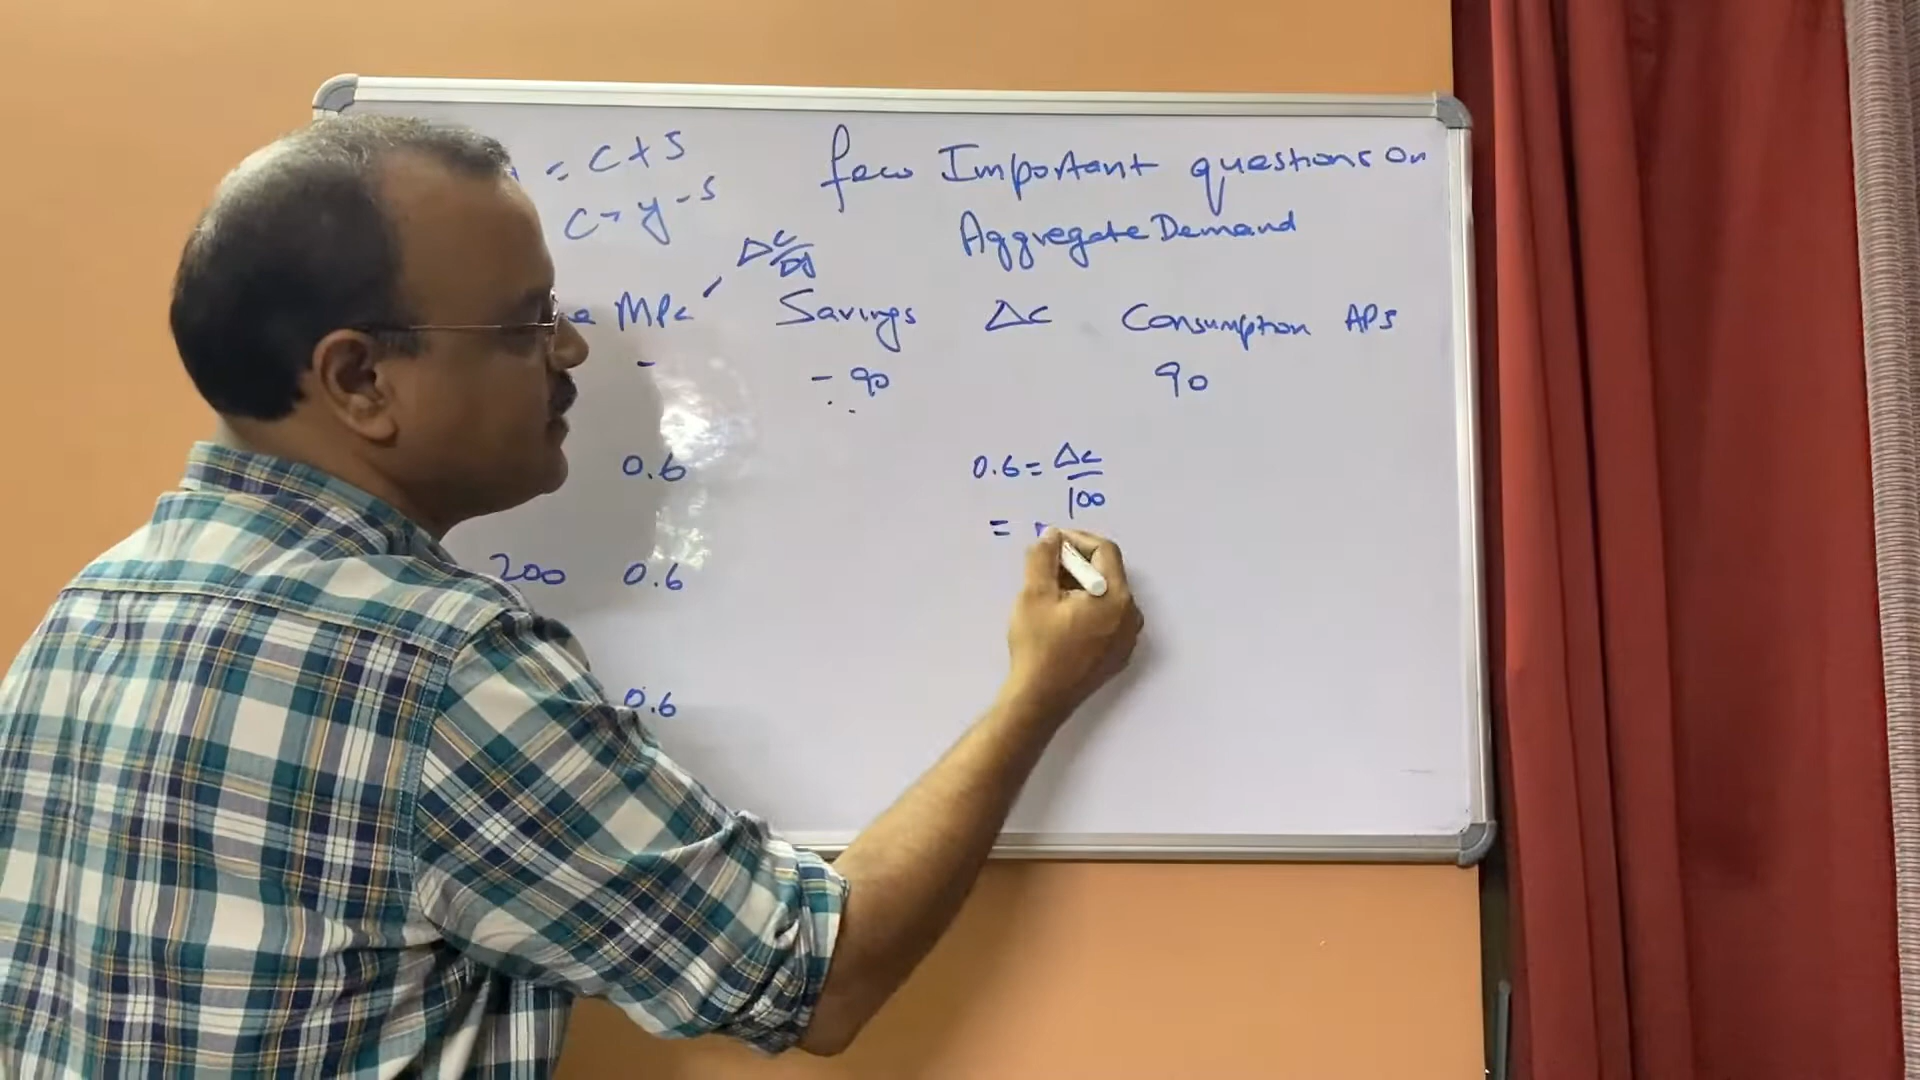 = C + S
few Important questions on
C = y - S
Aggregate Demand
ΔC/Δy
MPC Savings ΔC Consumption APS
- - 90 90
0.6 0.6 = ΔC/100
=
200 0.6
0.6